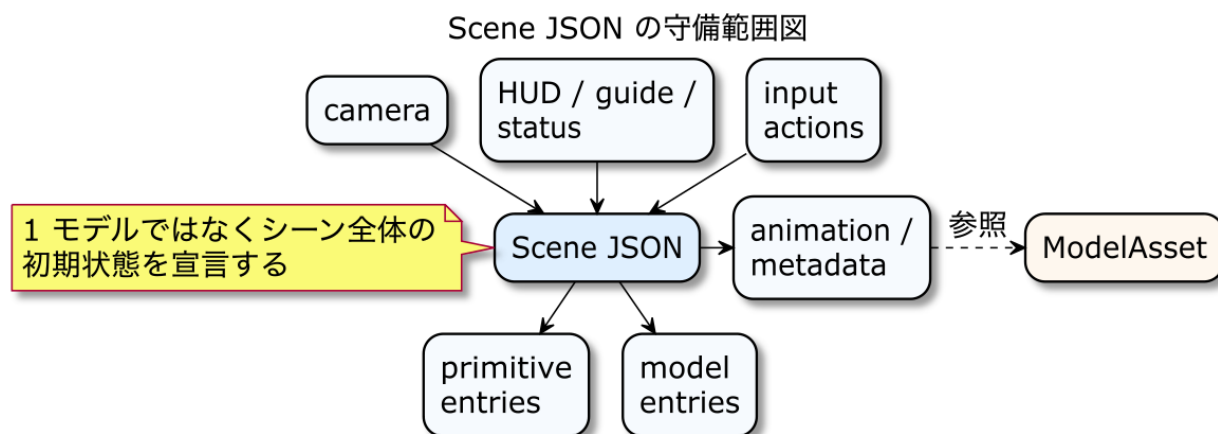 Scene JSON の守備範囲図
camera
HUD / guide /
status
input
actions
1 モデルではなくシーン全体の
初期状態を宣言する
Scene JSON
animation /
metadata
参照
ModelAsset
primitive
entries
model
entries